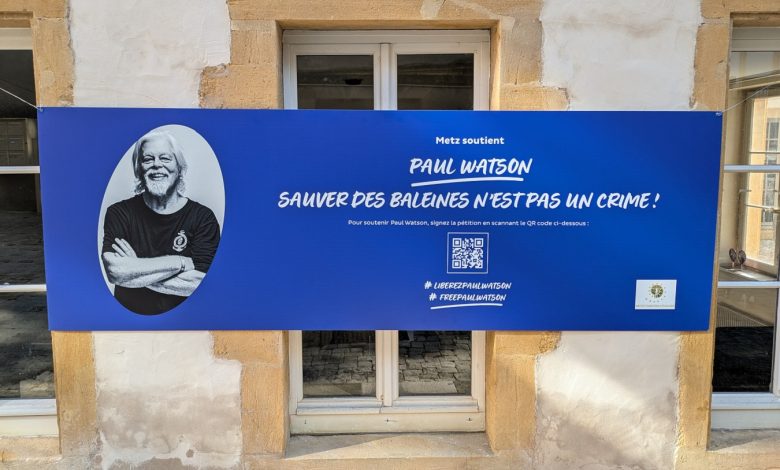 Metz soutient
PAUL WATSON
SAUVER DES BALEINES N'EST PAS UN CRIME !
Pour soutenir Paul Watson, signez la pétition en scannant le QR code ci-dessous :
# LIBEREZPAULWATSON
# FREEPAULWATSON